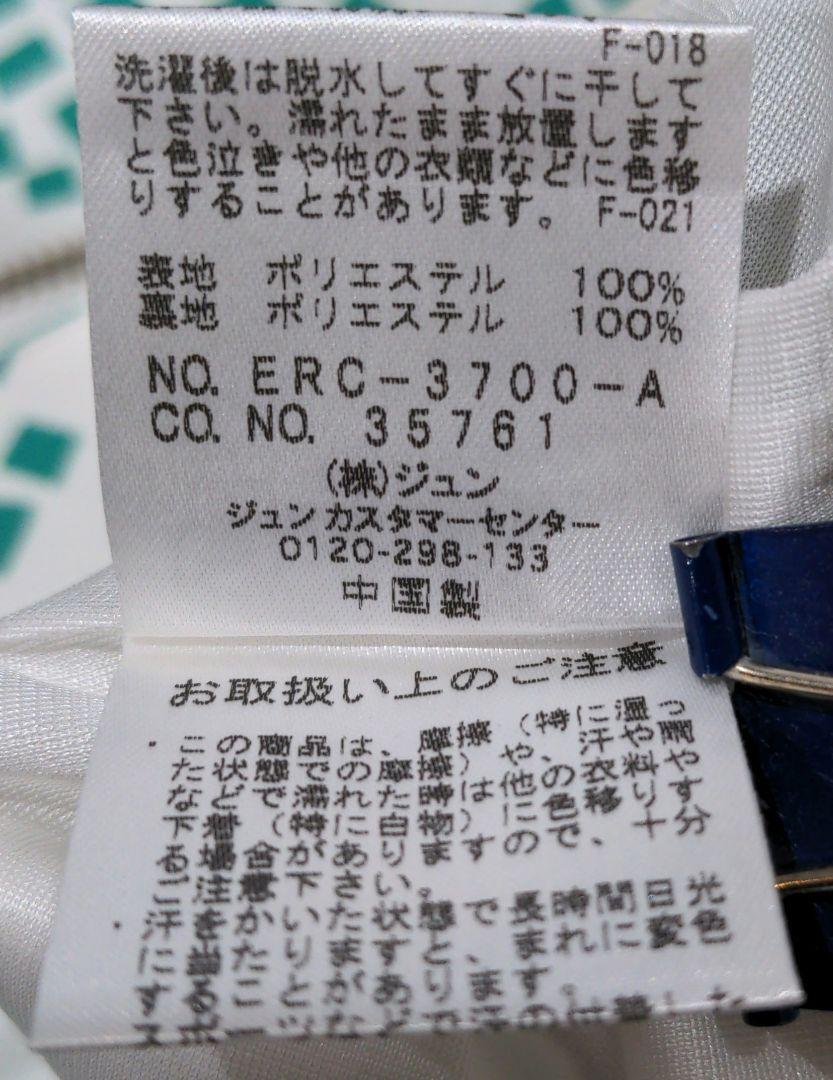 F-018
洗濯後は脱水してすぐに干して
下さい。濡れたまま放置します
と色泣きや他の衣類などに色移
りすることがあります。 F-021
表地 ポリエステル 100%
裏地 ポリエステル 100%
NO. ERC-3700-A
CO. NO. 35761
(株)ジュン
ジュンカスタマーセンター
0120-298-133
中国製
お取扱い上のご注意
・この商品は、摩擦(特に湿っ
た状態での摩擦)や、汗や雨
などで濡れた時は他の衣料や
下着(特に白物)に色移りす
る場合がありますので、十分
ご注意下さい。
・汗をかいた状態で長時間日光
に当たりますと、まれに変色
することがあります。